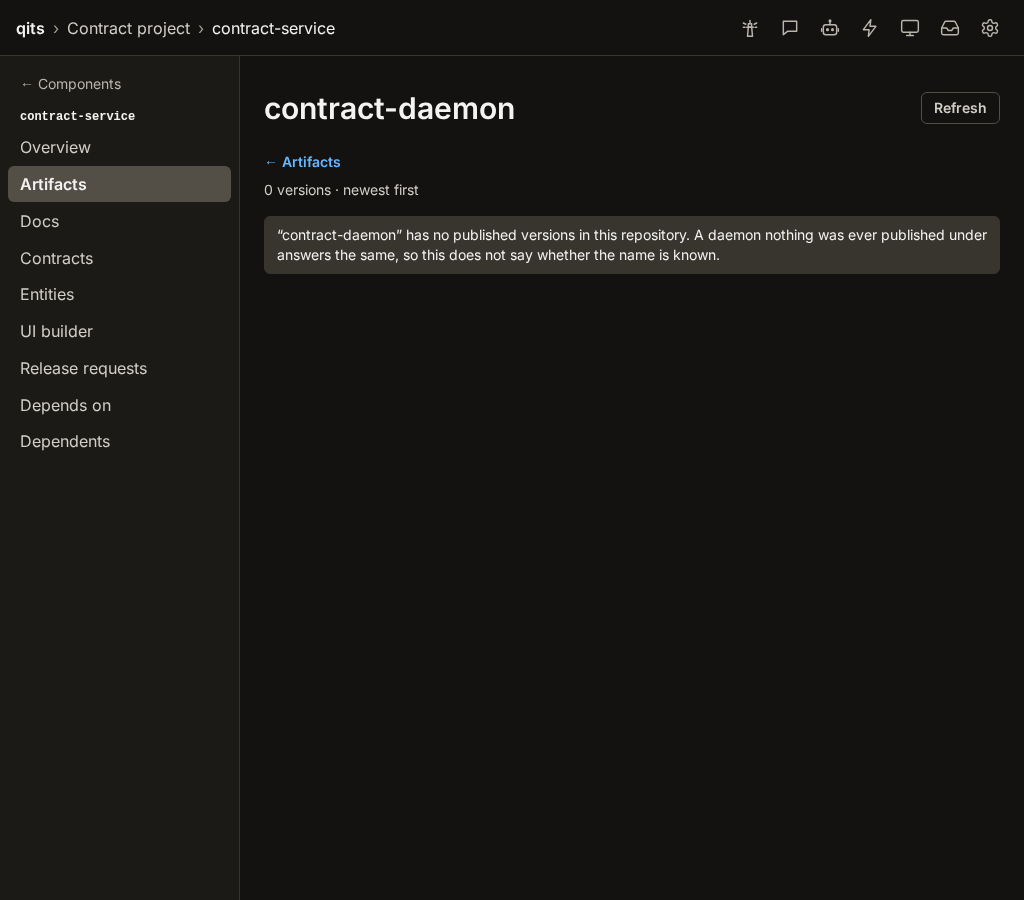 qits › Contract project › contract-service
← Components
contract-service
Overview
Artifacts
Docs
Contracts
Entities
UI builder
Release requests
Depends on
Dependents
contract-daemon
Refresh
← Artifacts
0 versions · newest first
“contract-daemon” has no published versions in this repository. A daemon nothing was ever published under
answers the same, so this does not say whether the name is known.